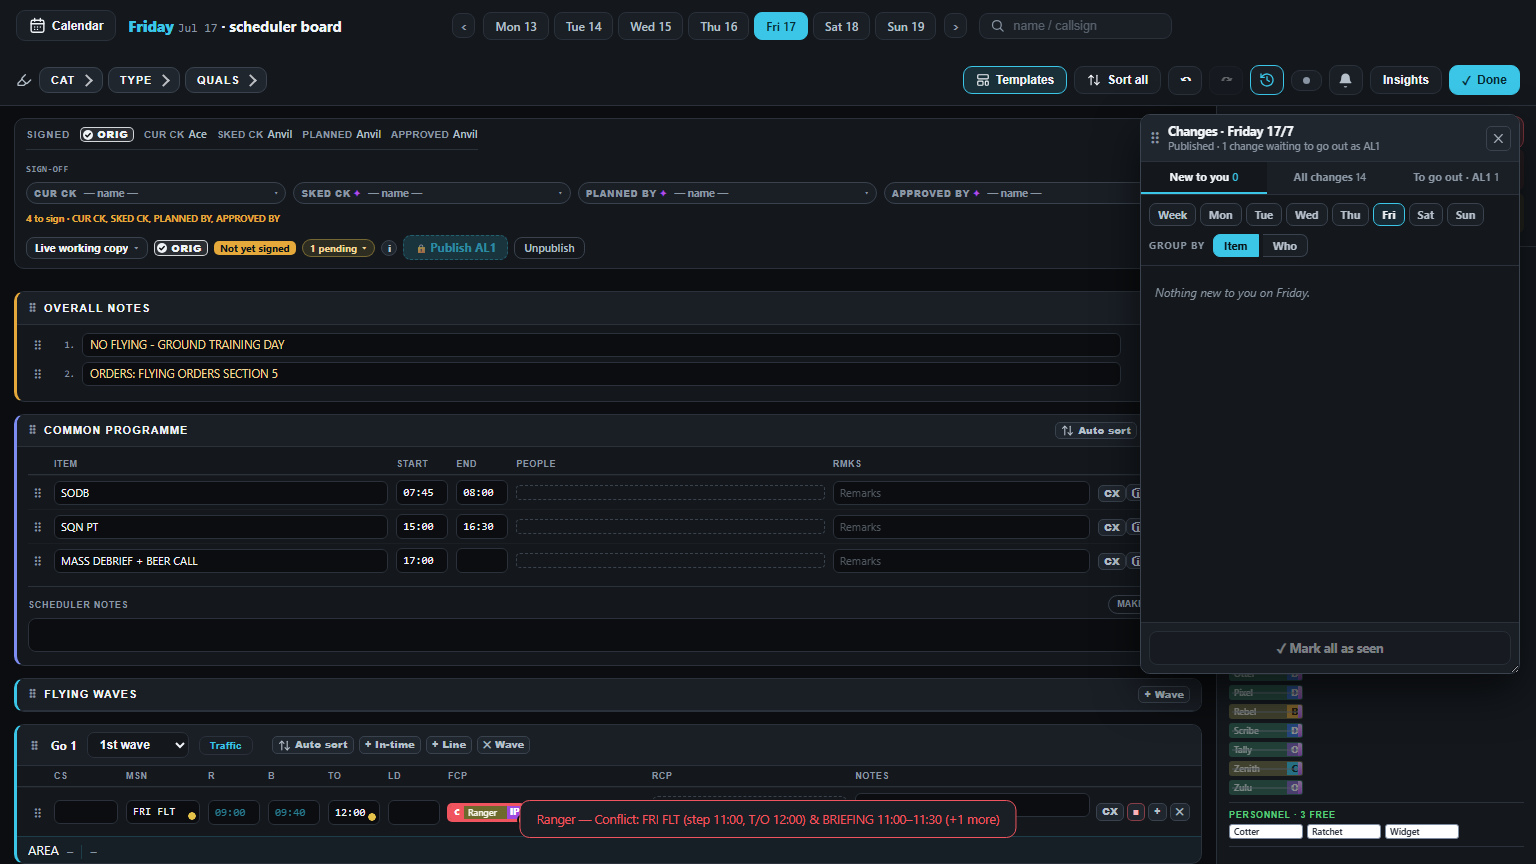 Calendar
Friday Jul 17 · scheduler board
Mon 13
Tue 14
Wed 15
Thu 16
Fri 17
Sat 18
Sun 19
name / callsign
CAT
TYPE
QUALS
Templates
Sort all
Insights
✓ Done
SIGNED ORIG CUR CK Ace SKED CK Anvil PLANNED Anvil APPROVED Anvil
SIGN-OFF
CUR CK — name —
SKED CK — name —
PLANNED BY — name —
APPROVED BY — name —
4 to sign · CUR CK, SKED CK, PLANNED BY, APPROVED BY
Live working copy
ORIG
Not yet signed
1 pending
i
Publish AL1
Unpublish
OVERALL NOTES
1. NO FLYING - GROUND TRAINING DAY
2. ORDERS: FLYING ORDERS SECTION 5
COMMON PROGRAMME
Auto sort
ITEM START END PEOPLE RMKS
SODB 07:45 08:00 Remarks CX
SQN PT 15:00 16:30 Remarks CX
MASS DEBRIEF + BEER CALL 17:00 Remarks CX
SCHEDULER NOTES
MAK
FLYING WAVES
+ Wave
Go 1 1st wave Traffic Auto sort + In-time + Line ✕ Wave
CS MSN R B TO LD FCP RCP NOTES
FRI FLT 09:00 09:40 12:00 C Ranger IP CX
Ranger — Conflict: FRI FLT (step 11:00, T/O 12:00) & BRIEFING 11:00–11:30 (+1 more)
AREA – –
Changes · Friday 17/7
Published · 1 change waiting to go out as AL1
New to you 0
All changes 14
To go out · AL1 1
Week
Mon
Tue
Wed
Thu
Fri
Sat
Sun
GROUP BY Item Who
Nothing new to you on Friday.
✓ Mark all as seen
Pixel D
Rebel B
Scribe D
Tally O
Zenith C
Zulu O
PERSONNEL · 3 FREE
Cotter
Ratchet
Widget